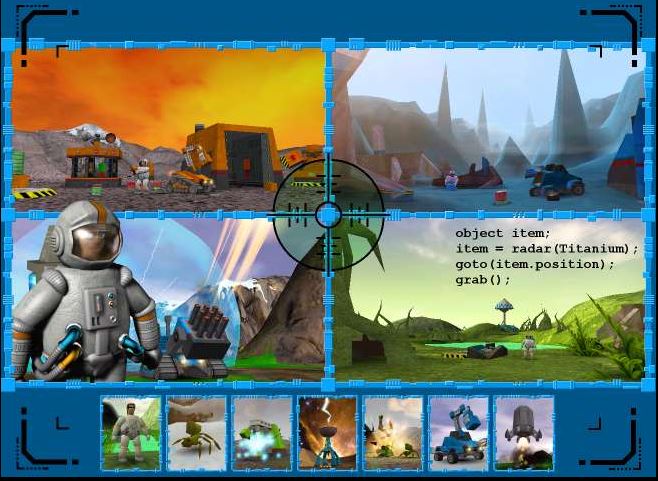 object item;
item = radar(Titanium);
goto(item.position);
grab();